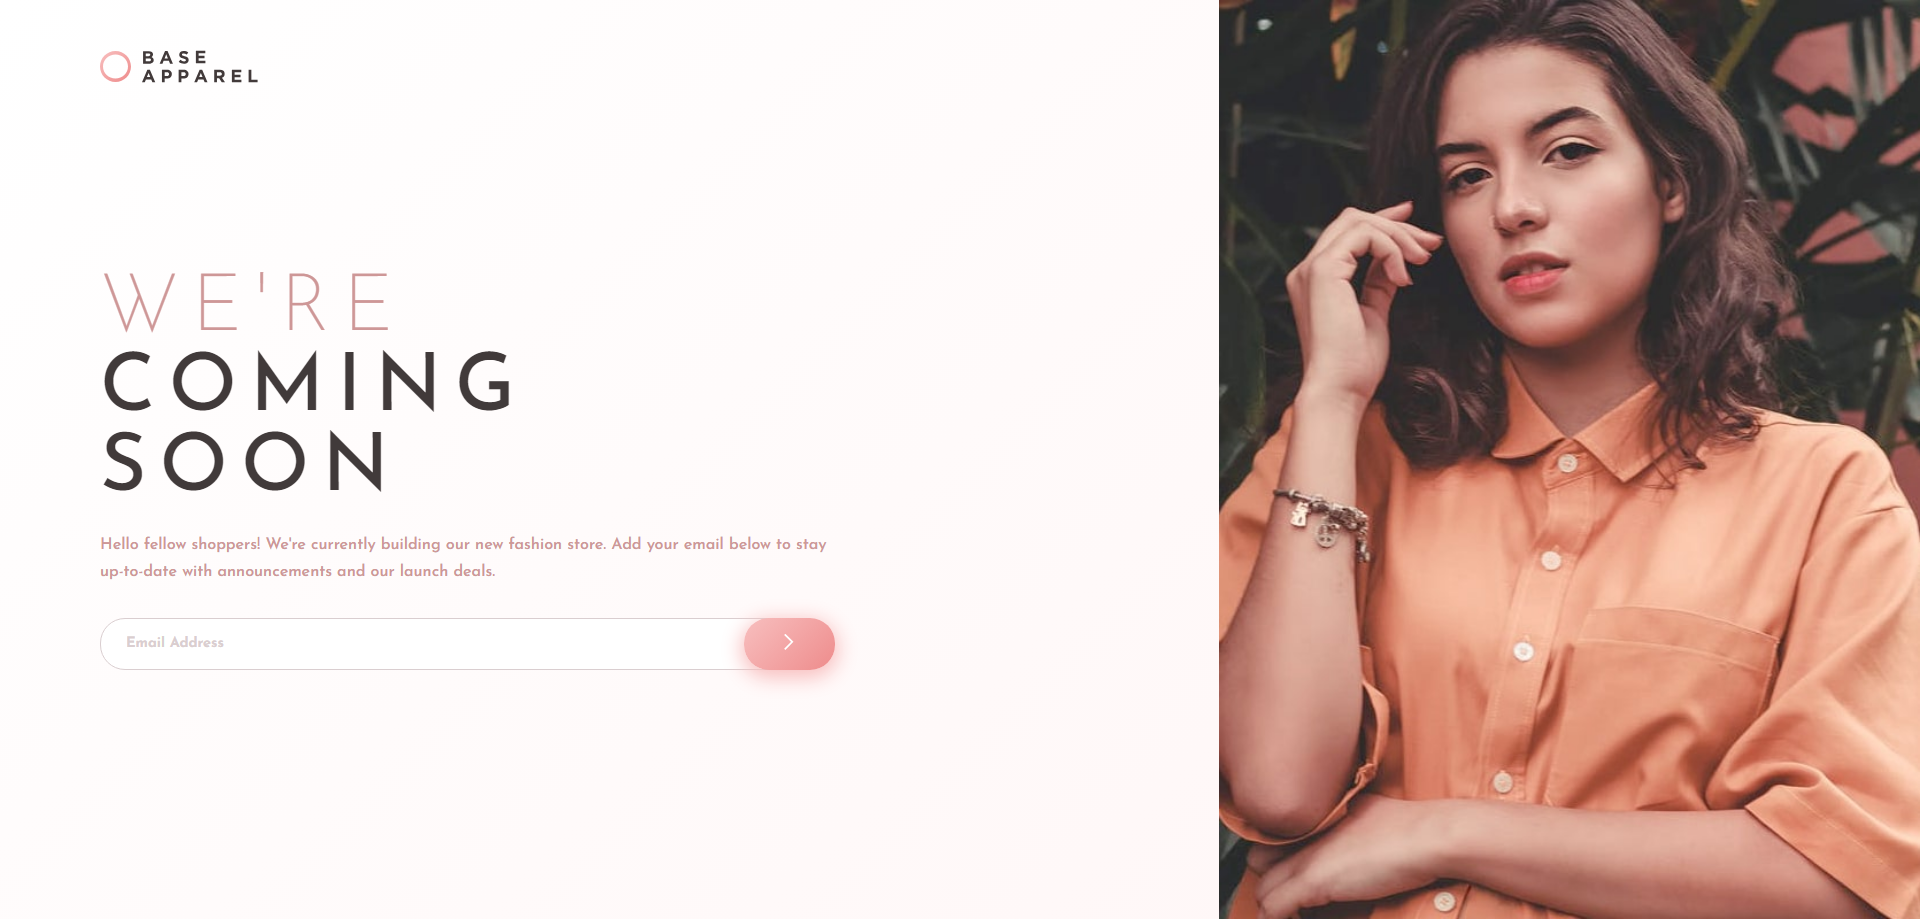 BASE
APPAREL
WE'RE
COMING
SOON
Hello fellow shoppers! We're currently building our new fashion store. Add your email below to stay
up-to-date with announcements and our launch deals.
Email Address